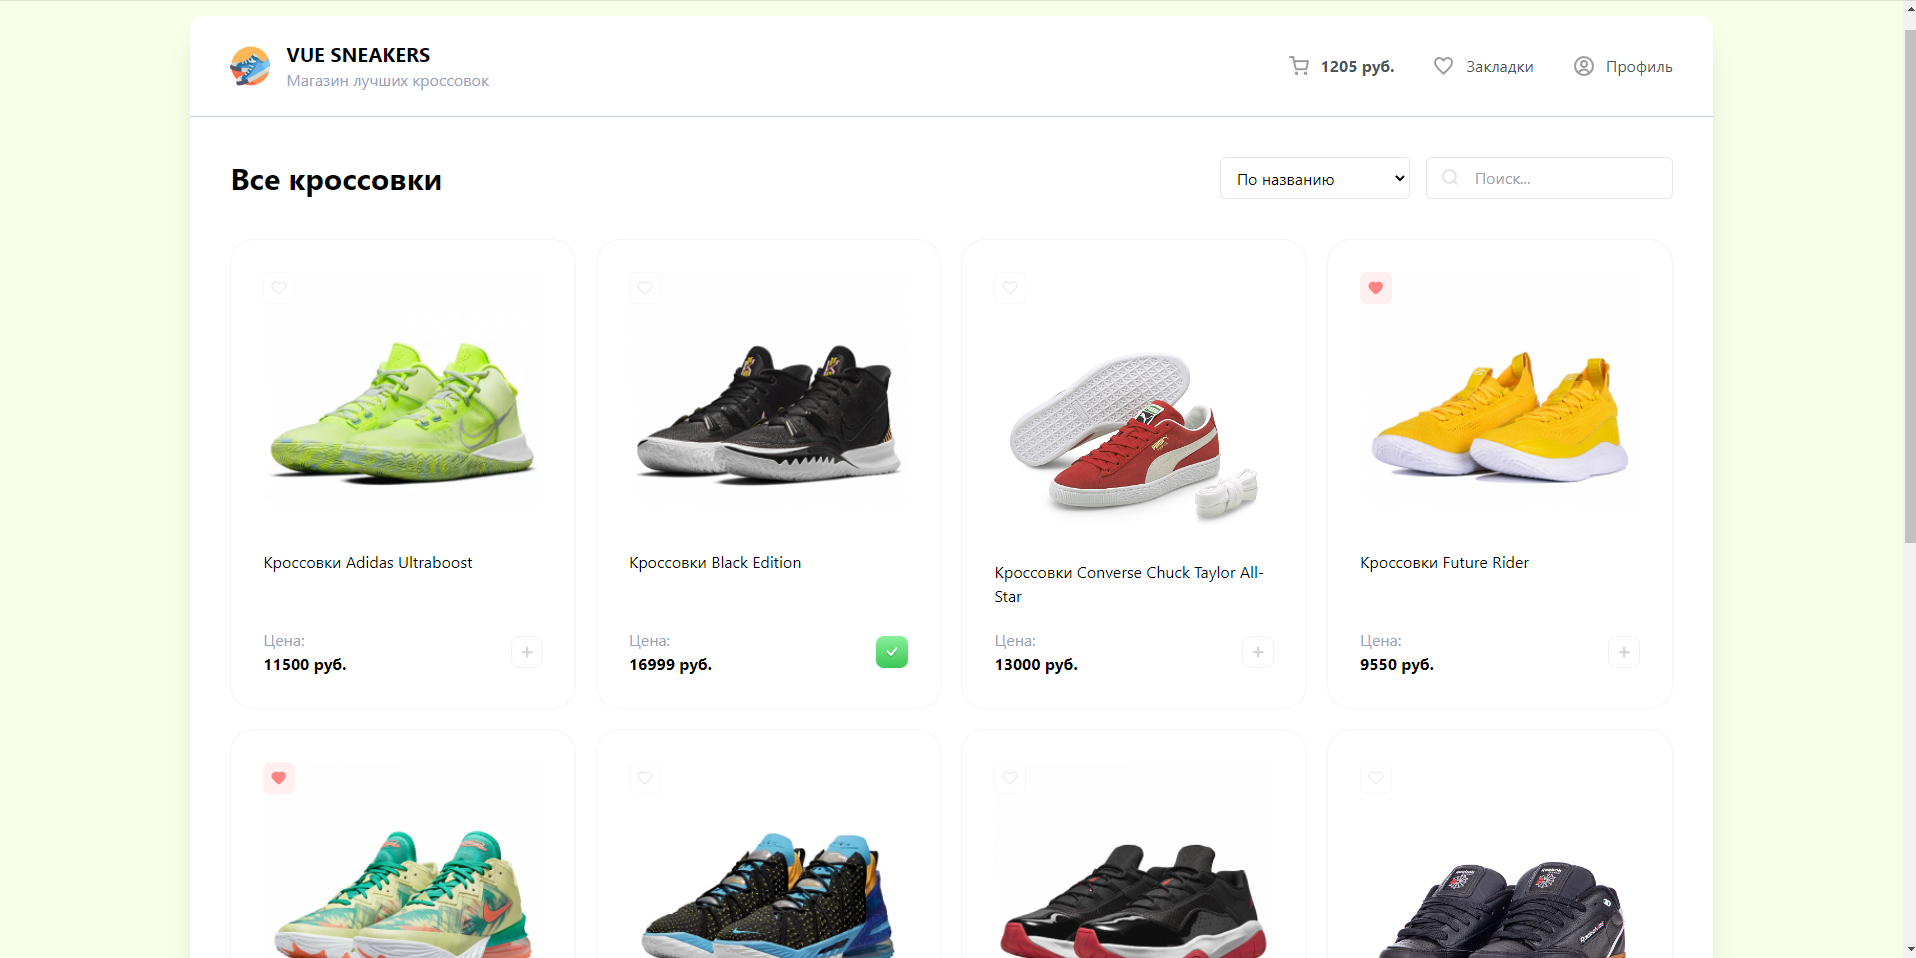 VUE SNEAKERS
Магазин лучших кроссовок
1205 руб.
Закладки
Профиль
Все кроссовки
По названию
Поиск...
Кроссовки Adidas Ultraboost
Цена:
11500 руб.
Кроссовки Black Edition
Цена:
16999 руб.
Кроссовки Converse Chuck Taylor All-
Star
Цена:
13000 руб.
Кроссовки Future Rider
Цена:
9550 руб.